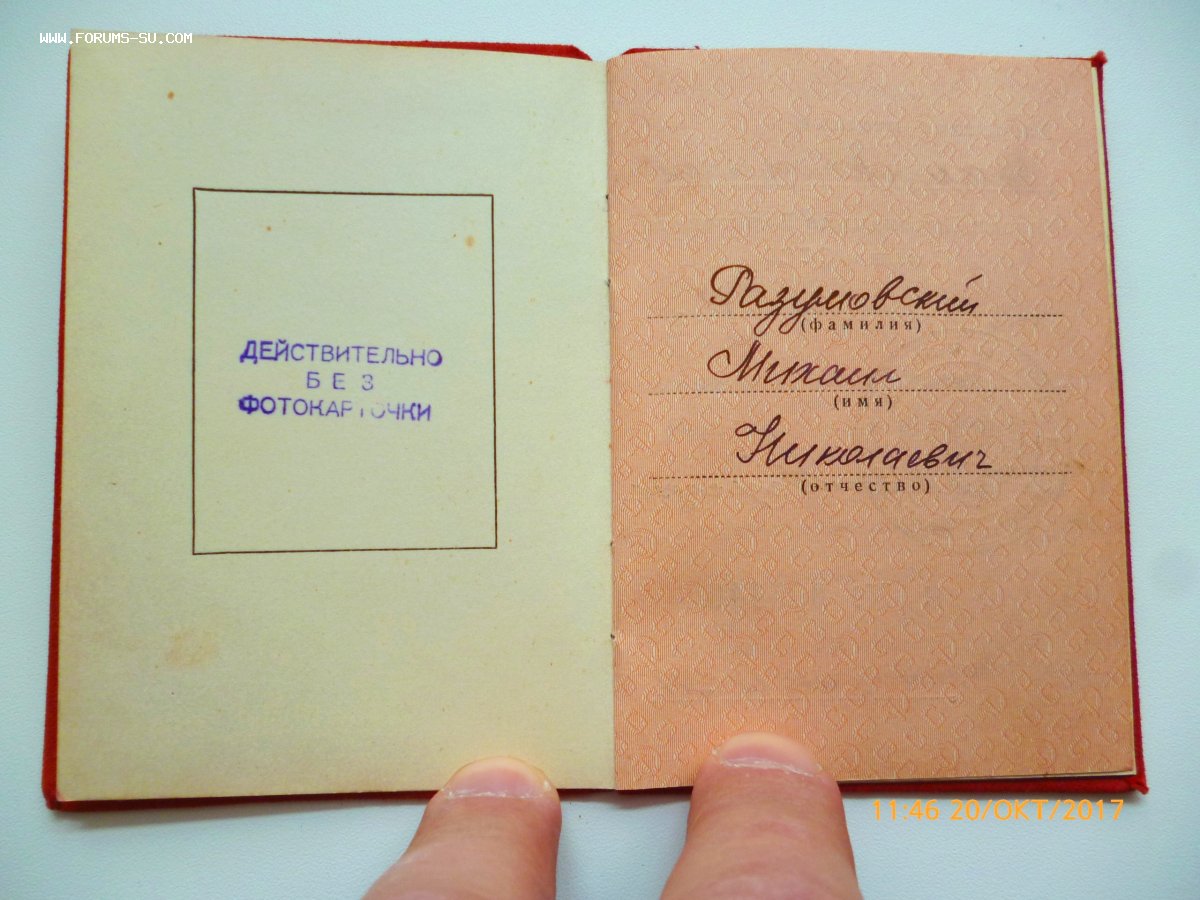 www.forums-su.com
ДЕЙСТВИТЕЛЬНО
БЕЗ
ФОТОКАРТОЧКИ
Разумовский
(фамилия)
Михаил
(имя)
Николаевич
(отчество)
11:46 20/ОКТ/2017